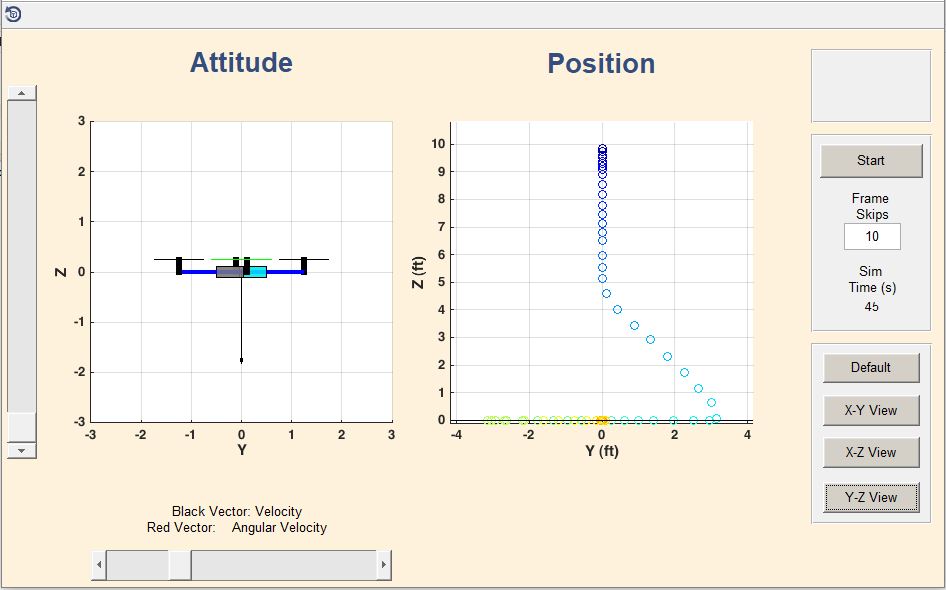 Attitude
Position
3
2
1
0
-1
-2
-3
Z
-3
-2
-1
0
1
2
3
Y
10
9
8
7
6
5
4
3
2
1
0
Z (ft)
-4
-2
0
2
4
Y (ft)
Black Vector: Velocity
Red Vector: Angular Velocity
Start
Frame
Skips
10
Sim
Time (s)
45
Default
X-Y View
X-Z View
Y-Z View